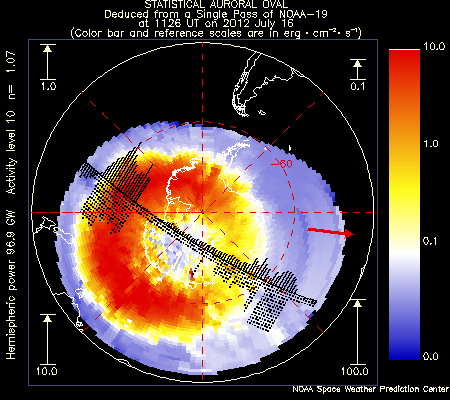 STATISTICAL AURORAL OVAL
Deduced from a Single Pass of NOAA-19
at 1126 UT on 2012 July 16
(Color bar and reference scales are in erg · cm⁻² · s⁻¹)
1.0
0.1
10.0
1.0
0.1
0.0
-60
Hemispheric power 96.9 GW Activity level 10 n= 1.07
10.0
100.0
NOAA Space Weather Prediction Center